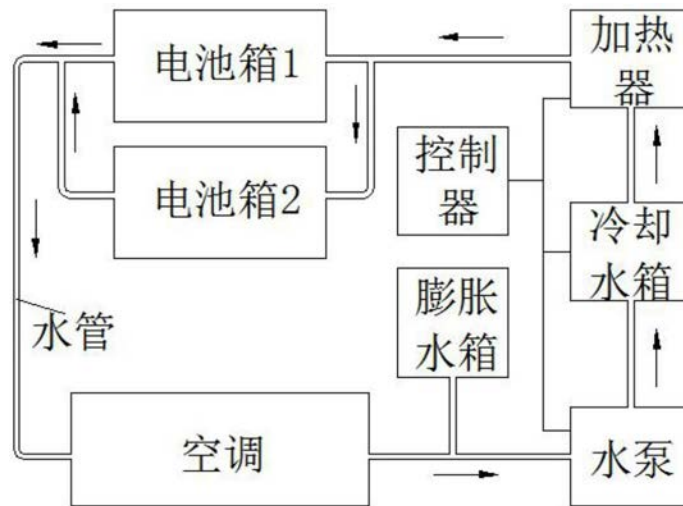 电池箱1
加热
器
控制
器
电池箱2
冷却
水箱
膨胀
水箱
水管
空调
水泵